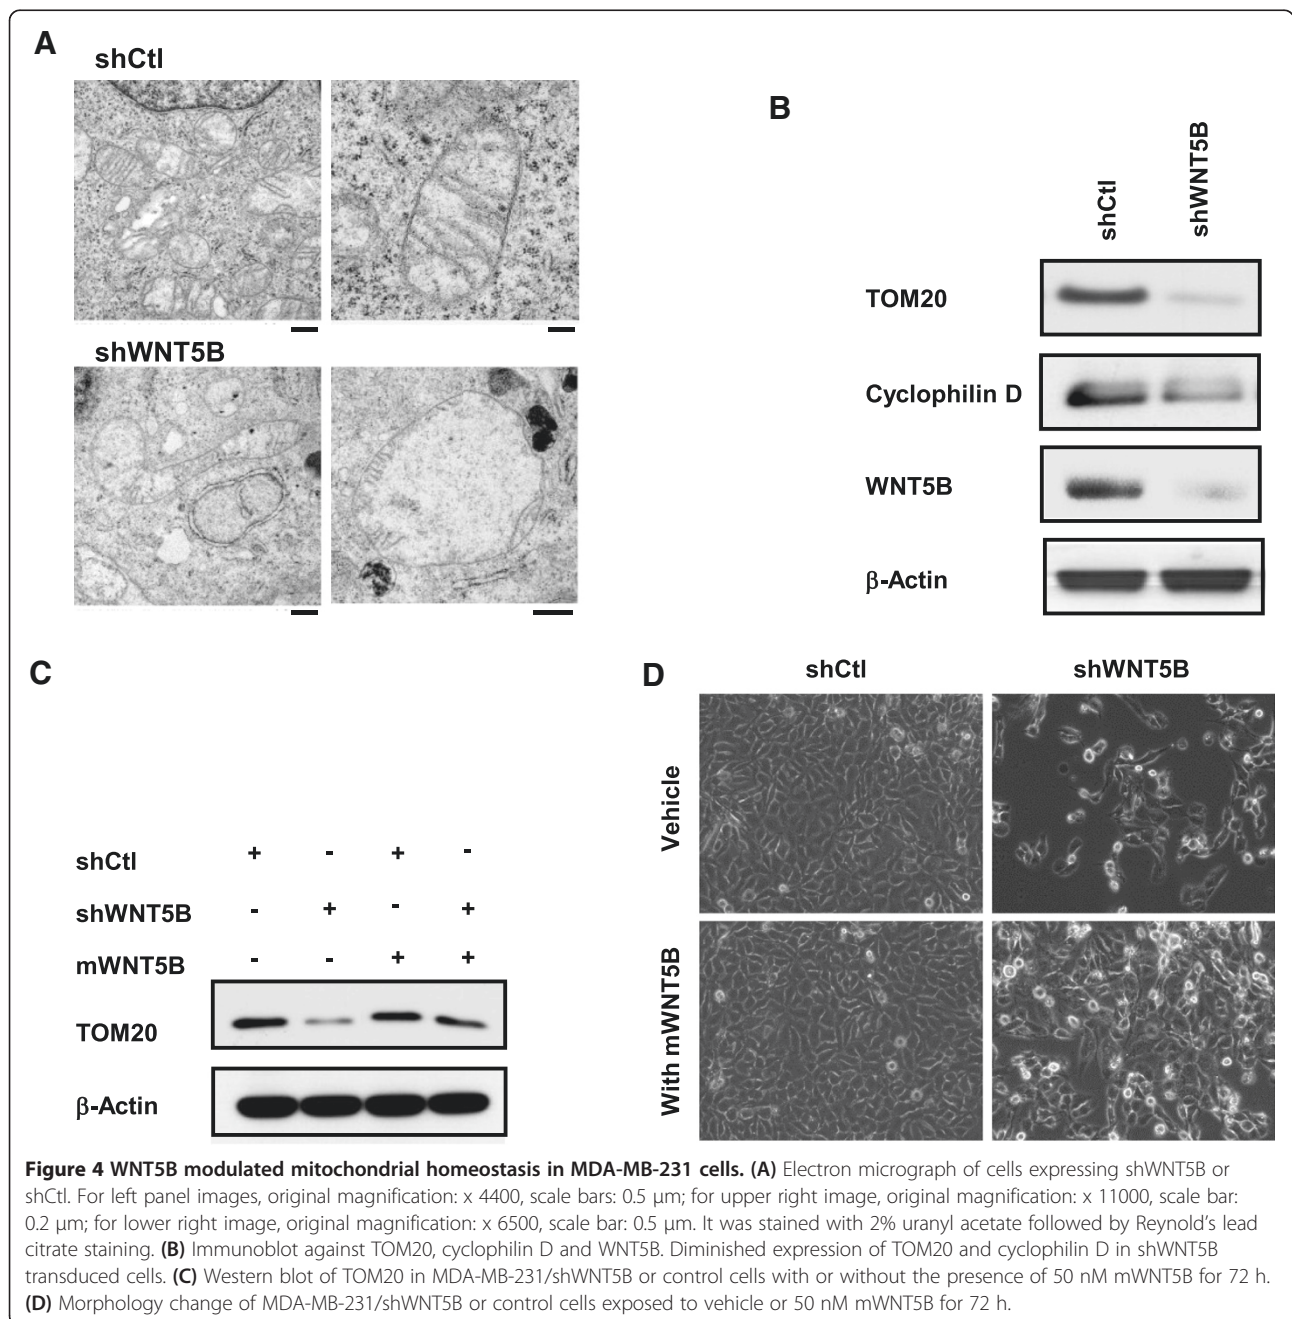 A
shCtl
shWNT5B
B
shCtl
shWNT5B
TOM20
Cyclophilin D
WNT5B
β-Actin
C
shCtl + - + -
shWNT5B - + - +
mWNT5B - - + +
TOM20
β-Actin
D
shCtl shWNT5B
Vehicle
With mWNT5B
Figure 4 WNT5B modulated mitochondrial homeostasis in MDA-MB-231 cells. (A) Electron micrograph of cells expressing shWNT5B or
shCtl. For left panel images, original magnification: x 4400, scale bars: 0.5 μm; for upper right image, original magnification: x 11000, scale bar:
0.2 μm; for lower right image, original magnification: x 6500, scale bar: 0.5 μm. It was stained with 2% uranyl acetate followed by Reynold's lead
citrate staining. (B) Immunoblot against TOM20, cyclophilin D and WNT5B. Diminished expression of TOM20 and cyclophilin D in shWNT5B
transduced cells. (C) Western blot of TOM20 in MDA-MB-231/shWNT5B or control cells with or without the presence of 50 nM mWNT5B for 72 h.
(D) Morphology change of MDA-MB-231/shWNT5B or control cells exposed to vehicle or 50 nM mWNT5B for 72 h.